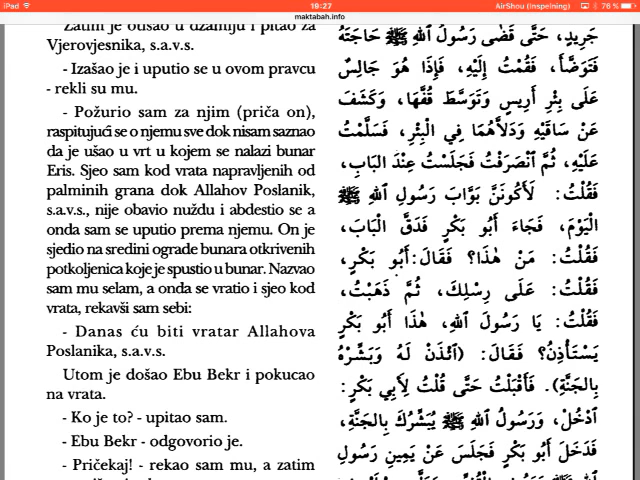 iPad
19:27
AirShou (Inspelning)
76 %
maktabah.info
Zatim je otišao u džamiju i pitao za
Vjerovjesnika, s.a.v.s.
- Izašao je i uputio se u ovom pravcu
- rekli su mu.
- Požurio sam za njim (priča on),
raspitujući se o njemu sve dok nisam saznao
da je ušao u vrt u kojem se nalazi bunar
Eris. Sjeo sam kod vrata napravljenih od
palminih grana dok Allahov Poslanik,
s.a.v.s., nije obavio nuždu i abdestio se a
onda sam se uputio prema njemu. On je
sjedio na sredini ograde bunara otkrivenih
potkoljenica koje je spustio u bunar. Nazvao
sam mu selam, a onda se vratio i sjeo kod
vrata, rekavši sam sebi:
- Danas ću biti vratar Allahova
Poslanika, s.a.v.s.
Utom je došao Ebu Bekr i pokucao
na vrata.
- Ko je to? - upitao sam.
- Ebu Bekr - odgovorio je.
- Pričekaj! - rekao sam mu, a zatim
جَرِيدٍ، حَتَّى قَضَى رَسُولُ اللهِ ﷺ حَاجَتَهُ
فَتَوَضَّأَ، فَقُمْتُ إِلَيْهِ، فَإِذَا هُوَ جَالِسٌ
عَلَى بِئْرِ أَرِيسٍ وَتَوَسَّطَ قُفَّهَا، وَكَشَفَ
عَنْ سَاقَيْهِ وَدَلَّاهُمَا فِي الْبِئْرِ، فَسَلَّمْتُ
عَلَيْهِ، ثُمَّ ٱنْصَرَفْتُ فَجَلَسْتُ عِنْدَ الْبَابِ،
فَقُلْتُ: لَأَكُونَنَّ بَوَّابَ رَسُولِ اللهِ ﷺ
الْيَوْمَ، فَجَاءَ أَبُو بَكْرٍ فَدَقَّ الْبَابَ،
فَقُلْتُ: مَنْ هٰذَا؟ فَقَالَ: أَبُو بَكْرٍ،
فَقُلْتُ: عَلَى رِسْلِكَ، ثُمَّ ذَهَبْتُ،
فَقُلْتُ: يَا رَسُولَ اللهِ، هٰذَا أَبُو بَكْرٍ
يَسْتَأْذِنُ؟ فَقَالَ: (ٱئْذَنْ لَهُ وَبَشِّرْهُ
بِالجَنَّةِ). فَأَقْبَلْتُ حَتَّى قُلْتُ لِأَبِي بَكْرٍ:
ٱدْخُلْ، وَرَسُولُ اللهِ ﷺ يُبَشِّرُكَ بِالجَنَّةِ،
فَدَخَلَ أَبُو بَكْرٍ فَجَلَسَ عَنْ يَمِينِ رَسُولِ